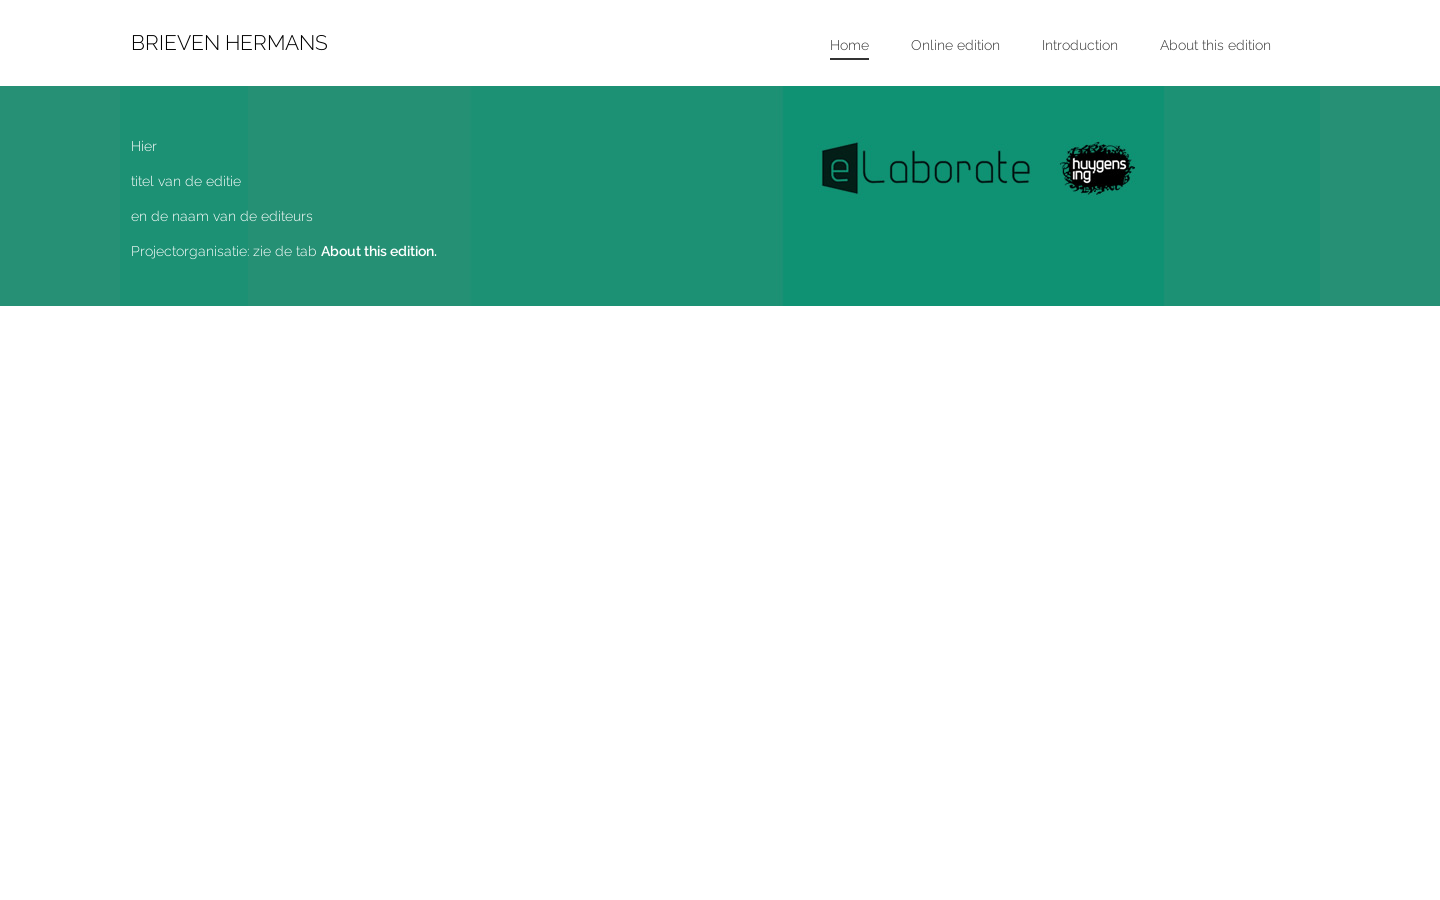 BRIEVEN HERMANS
Home Online edition Introduction About this edition
Hier
titel van de editie
en de naam van de editeurs
Projectorganisatie: zie de tab About this edition.
eLaborate
huygens
ing